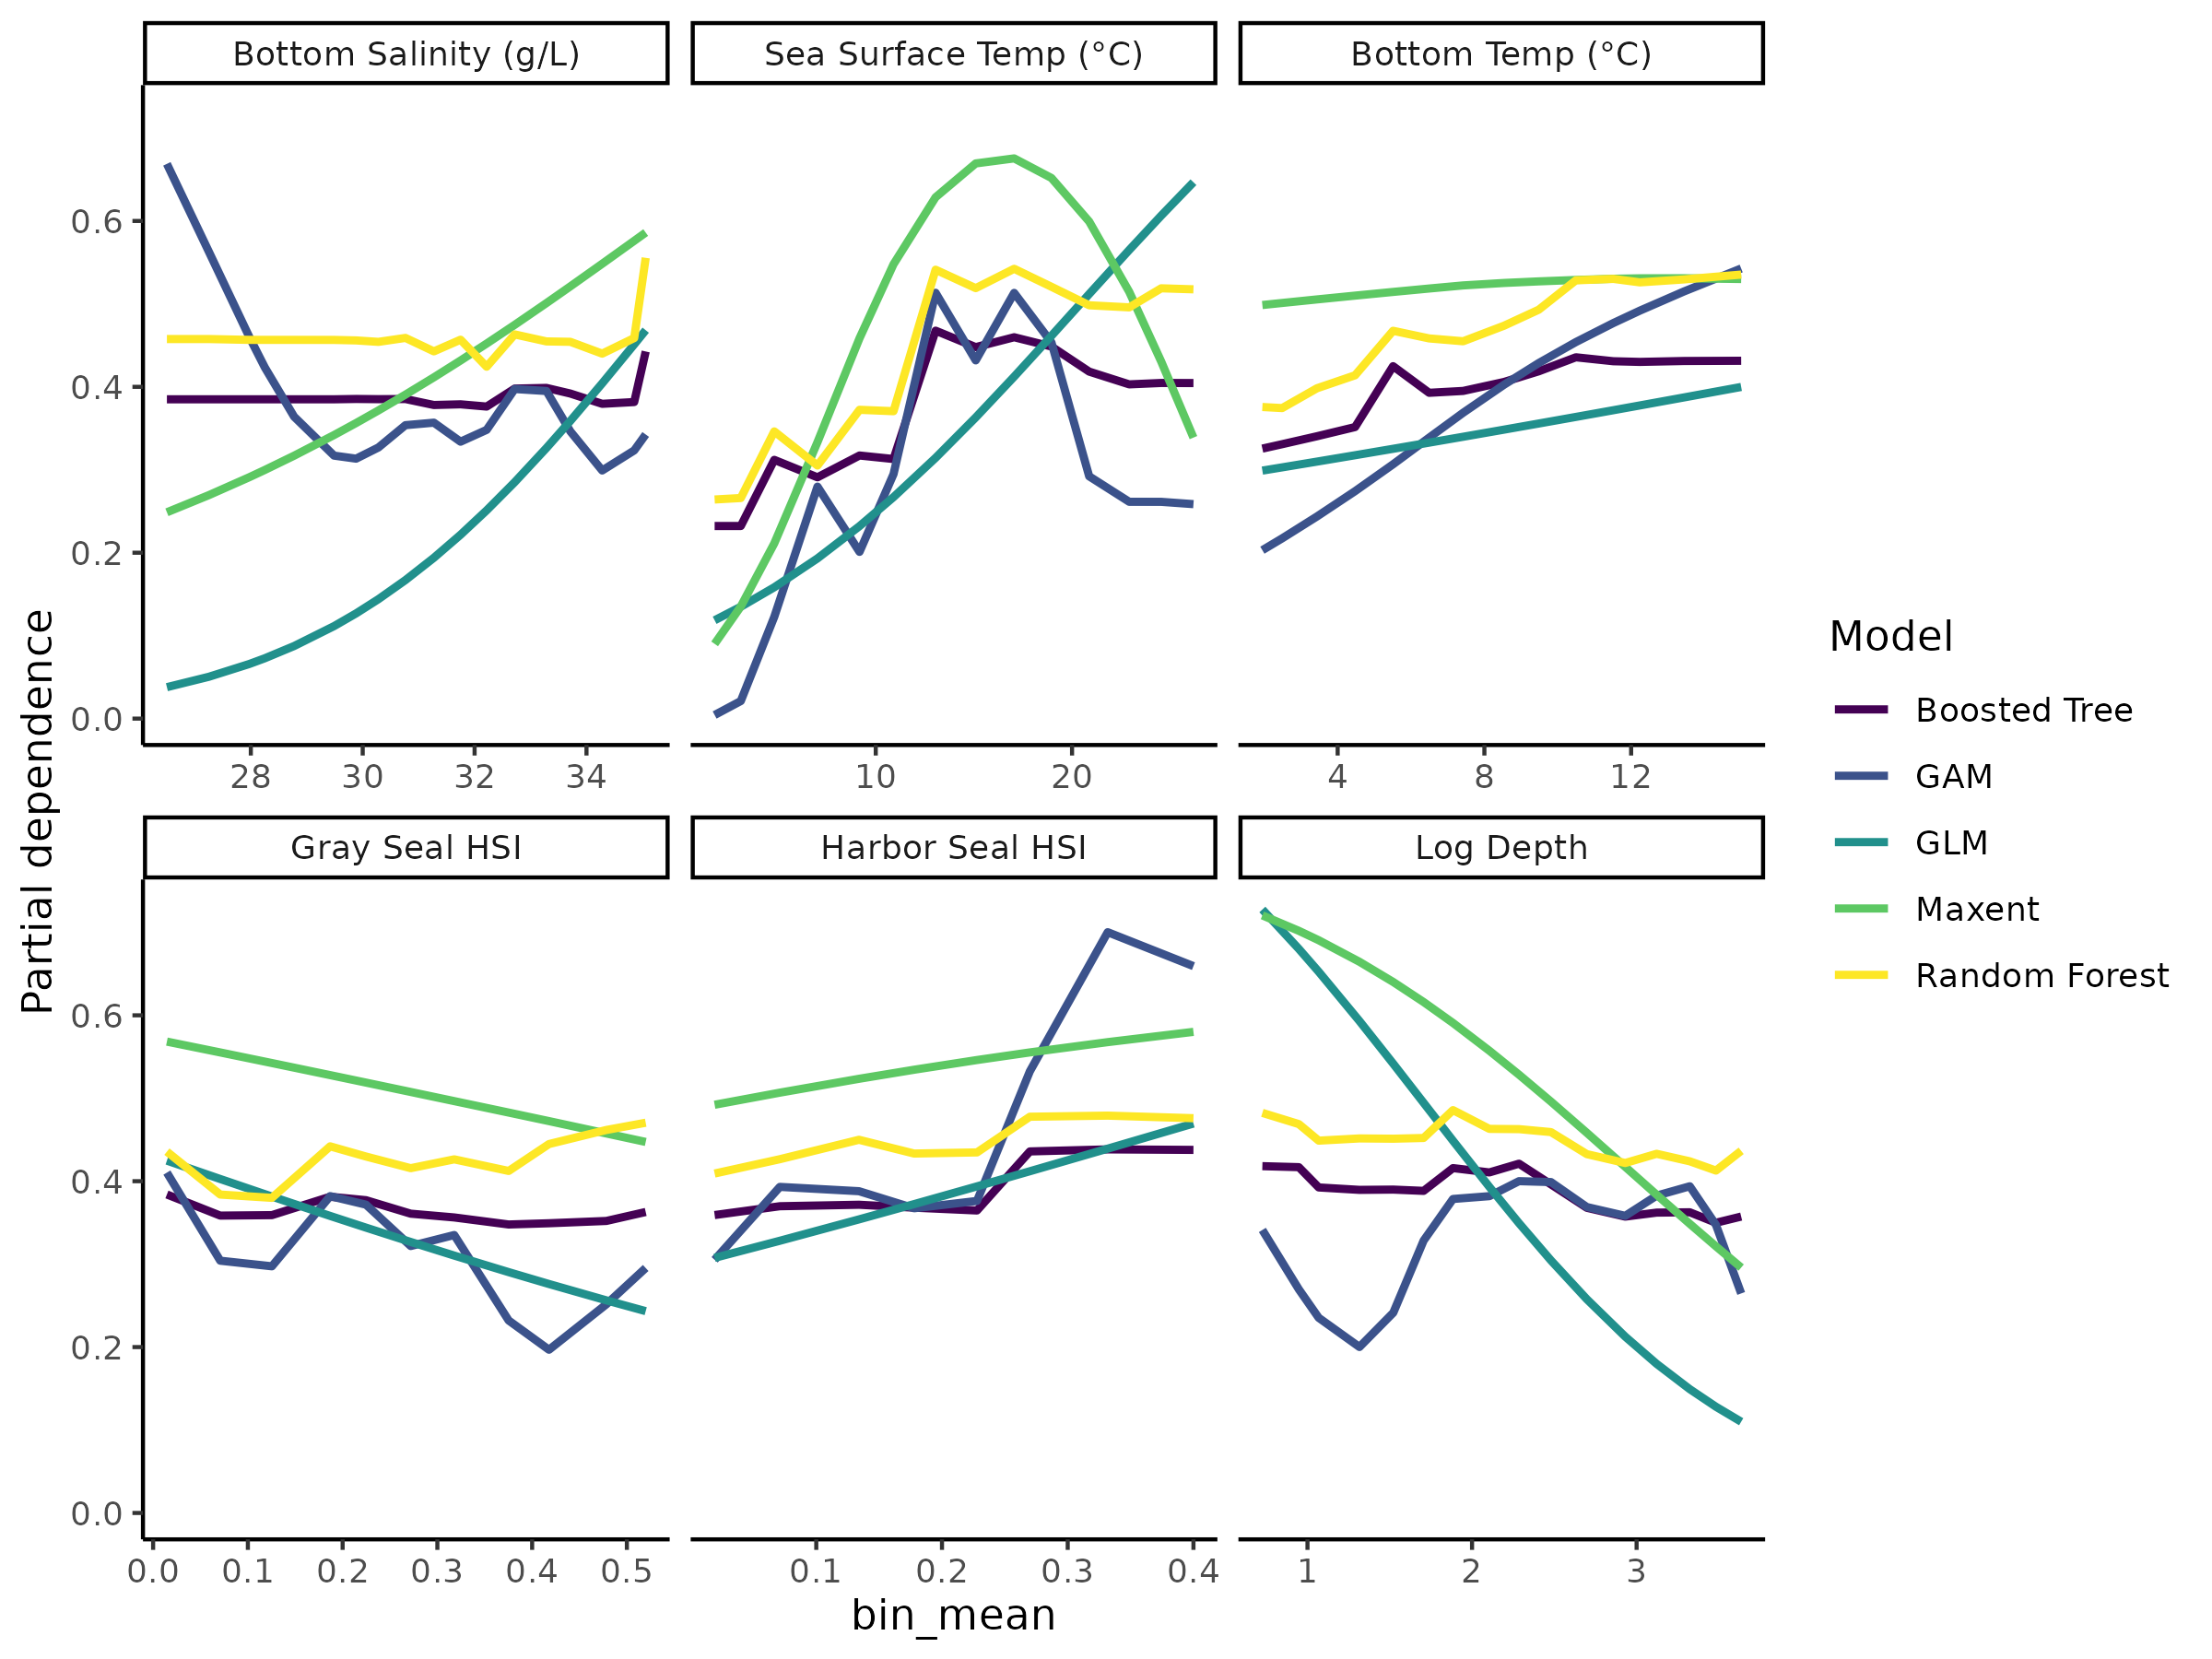 Bottom Salinity (g/L)
Sea Surface Temp (°C)
Bottom Temp (°C)
0.6
0.4
0.2
0.0
28 30 32 34
10 20
4 8 12
Gray Seal HSI
Harbor Seal HSI
Log Depth
0.6
0.4
0.2
0.0
0.0 0.1 0.2 0.3 0.4 0.5
0.1 0.2 0.3 0.4
1 2 3
Partial dependence
bin_mean
Model
Boosted Tree
GAM
GLM
Maxent
Random Forest